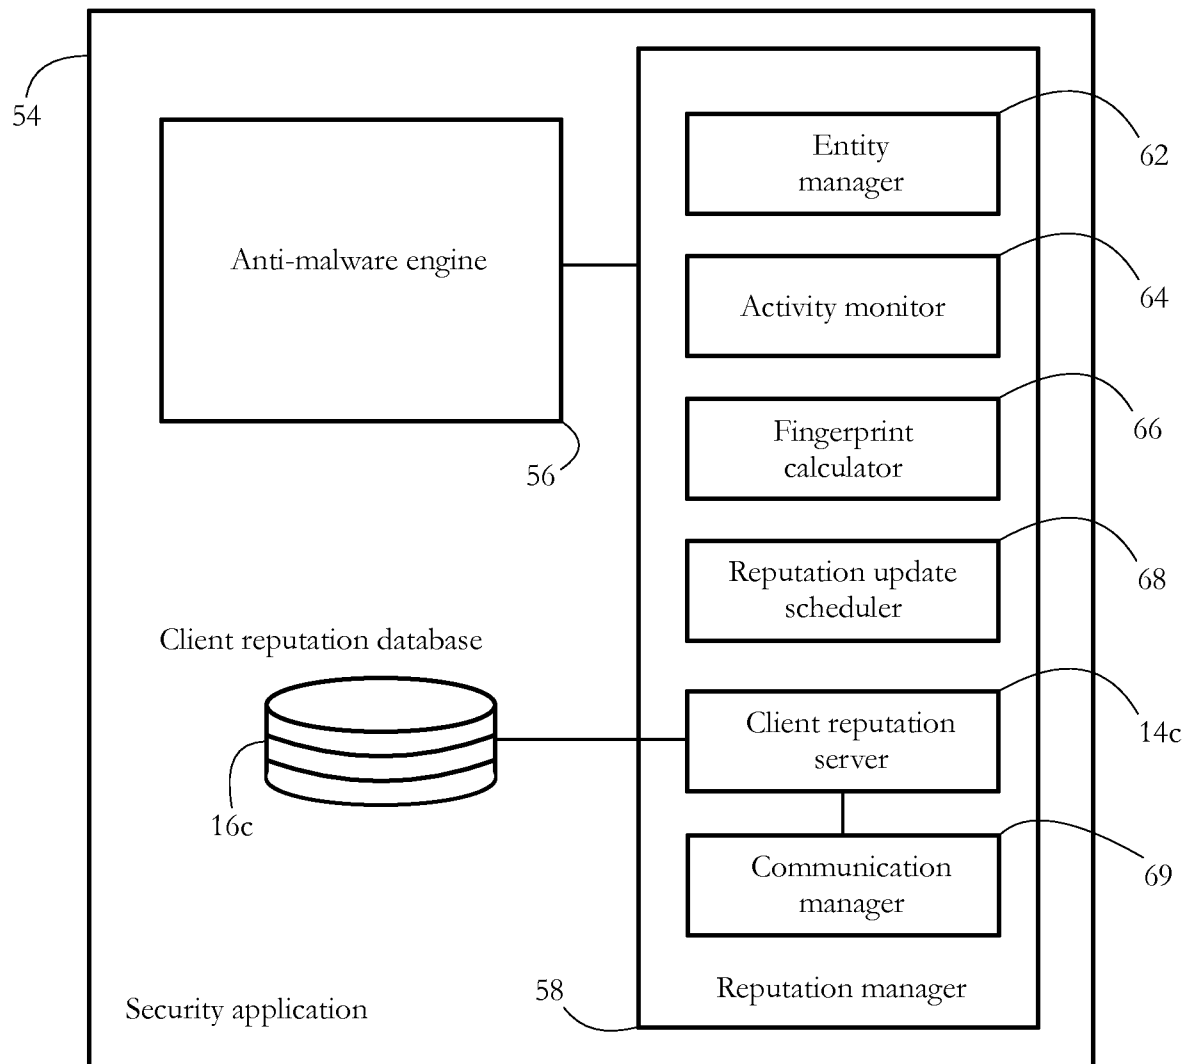 54
Anti-malware engine
56
Client reputation database
16c
Security application
Entity
manager
62
Activity monitor
64
Fingerprint
calculator
66
Reputation update
scheduler
68
Client reputation
server
14c
Communication
manager
69
58
Reputation manager